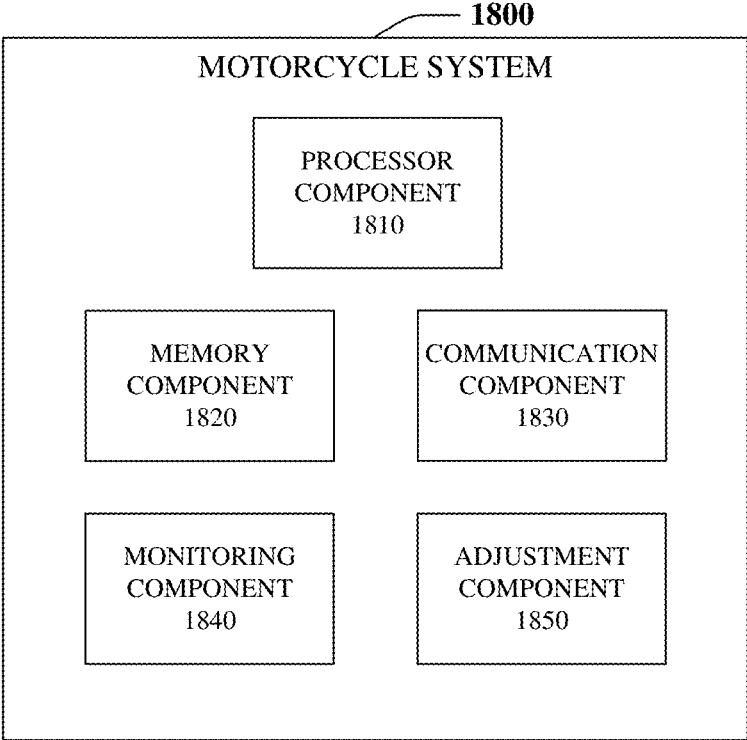 1800
MOTORCYCLE SYSTEM
PROCESSOR
COMPONENT
1810
MEMORY
COMPONENT
1820
COMMUNICATION
COMPONENT
1830
MONITORING
COMPONENT
1840
ADJUSTMENT
COMPONENT
1850